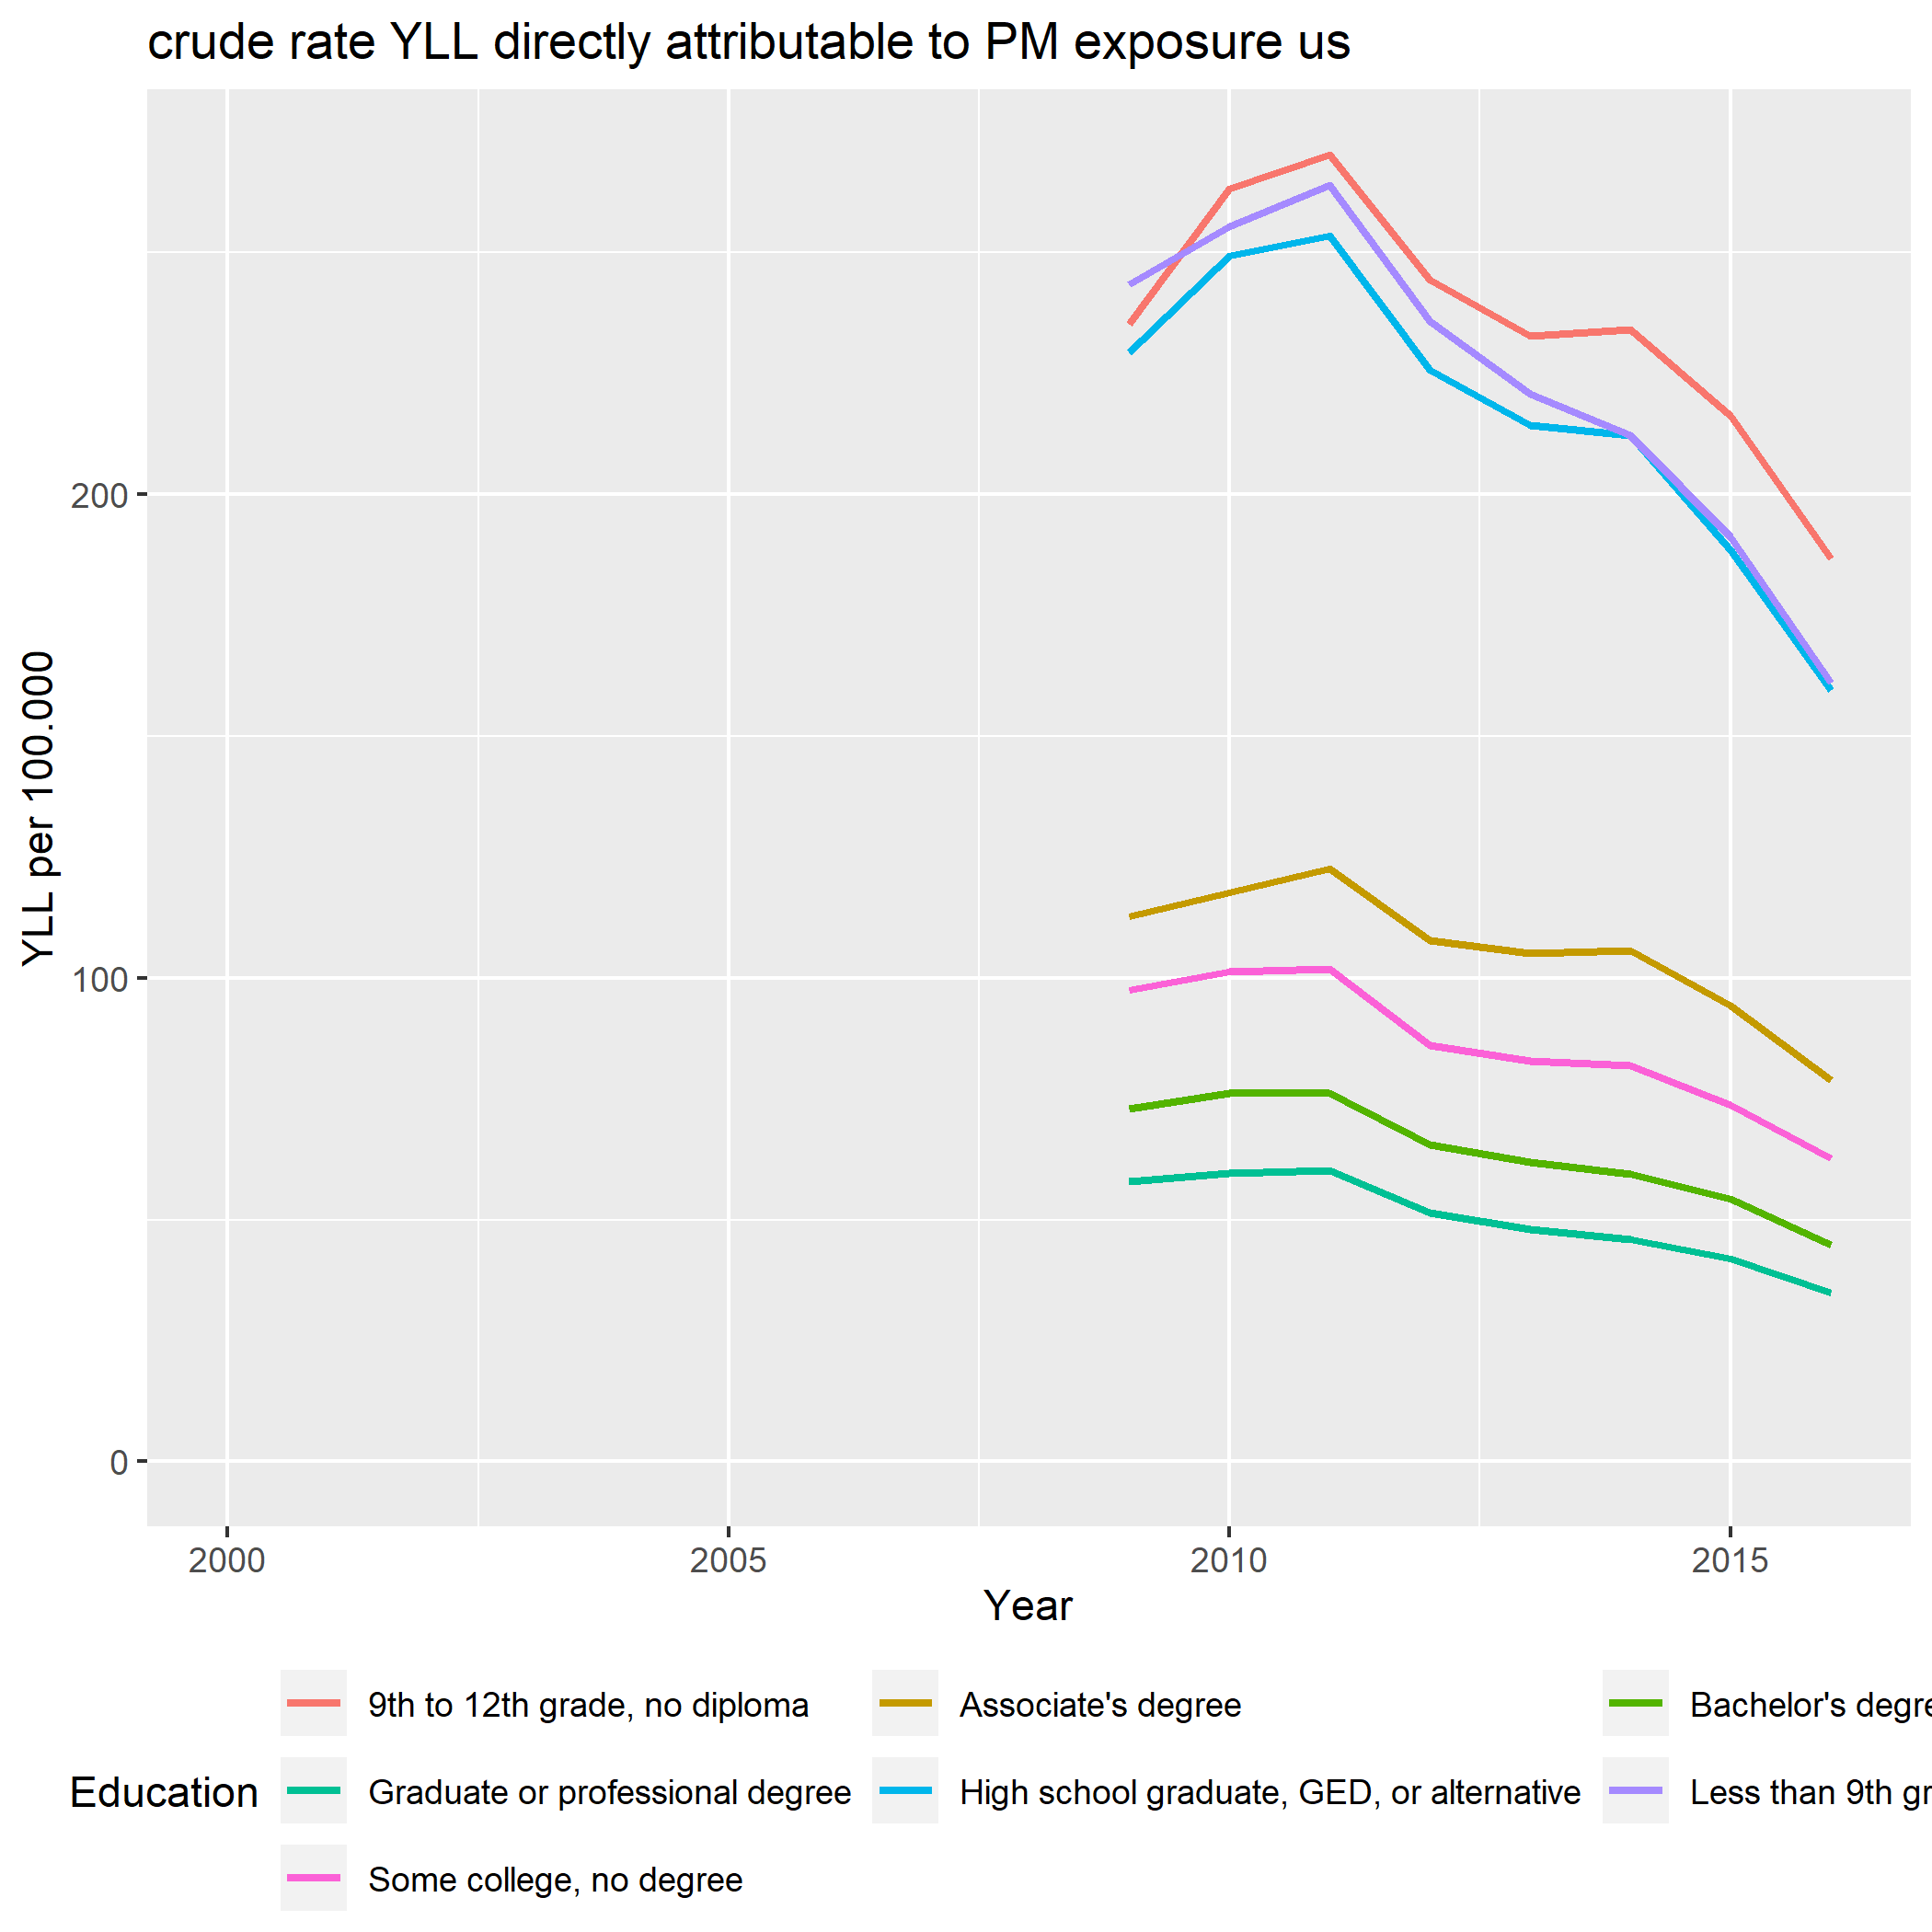 crude rate YLL directly attributable to PM exposure us
YLL per 100.000
200
100
0
2000 2005 2010 2015
Year
Education
9th to 12th grade, no diploma Associate's degree Bachelor's
Graduate or professional degree High school graduate, GED, or alternative Less than 9th
Some college, no degree